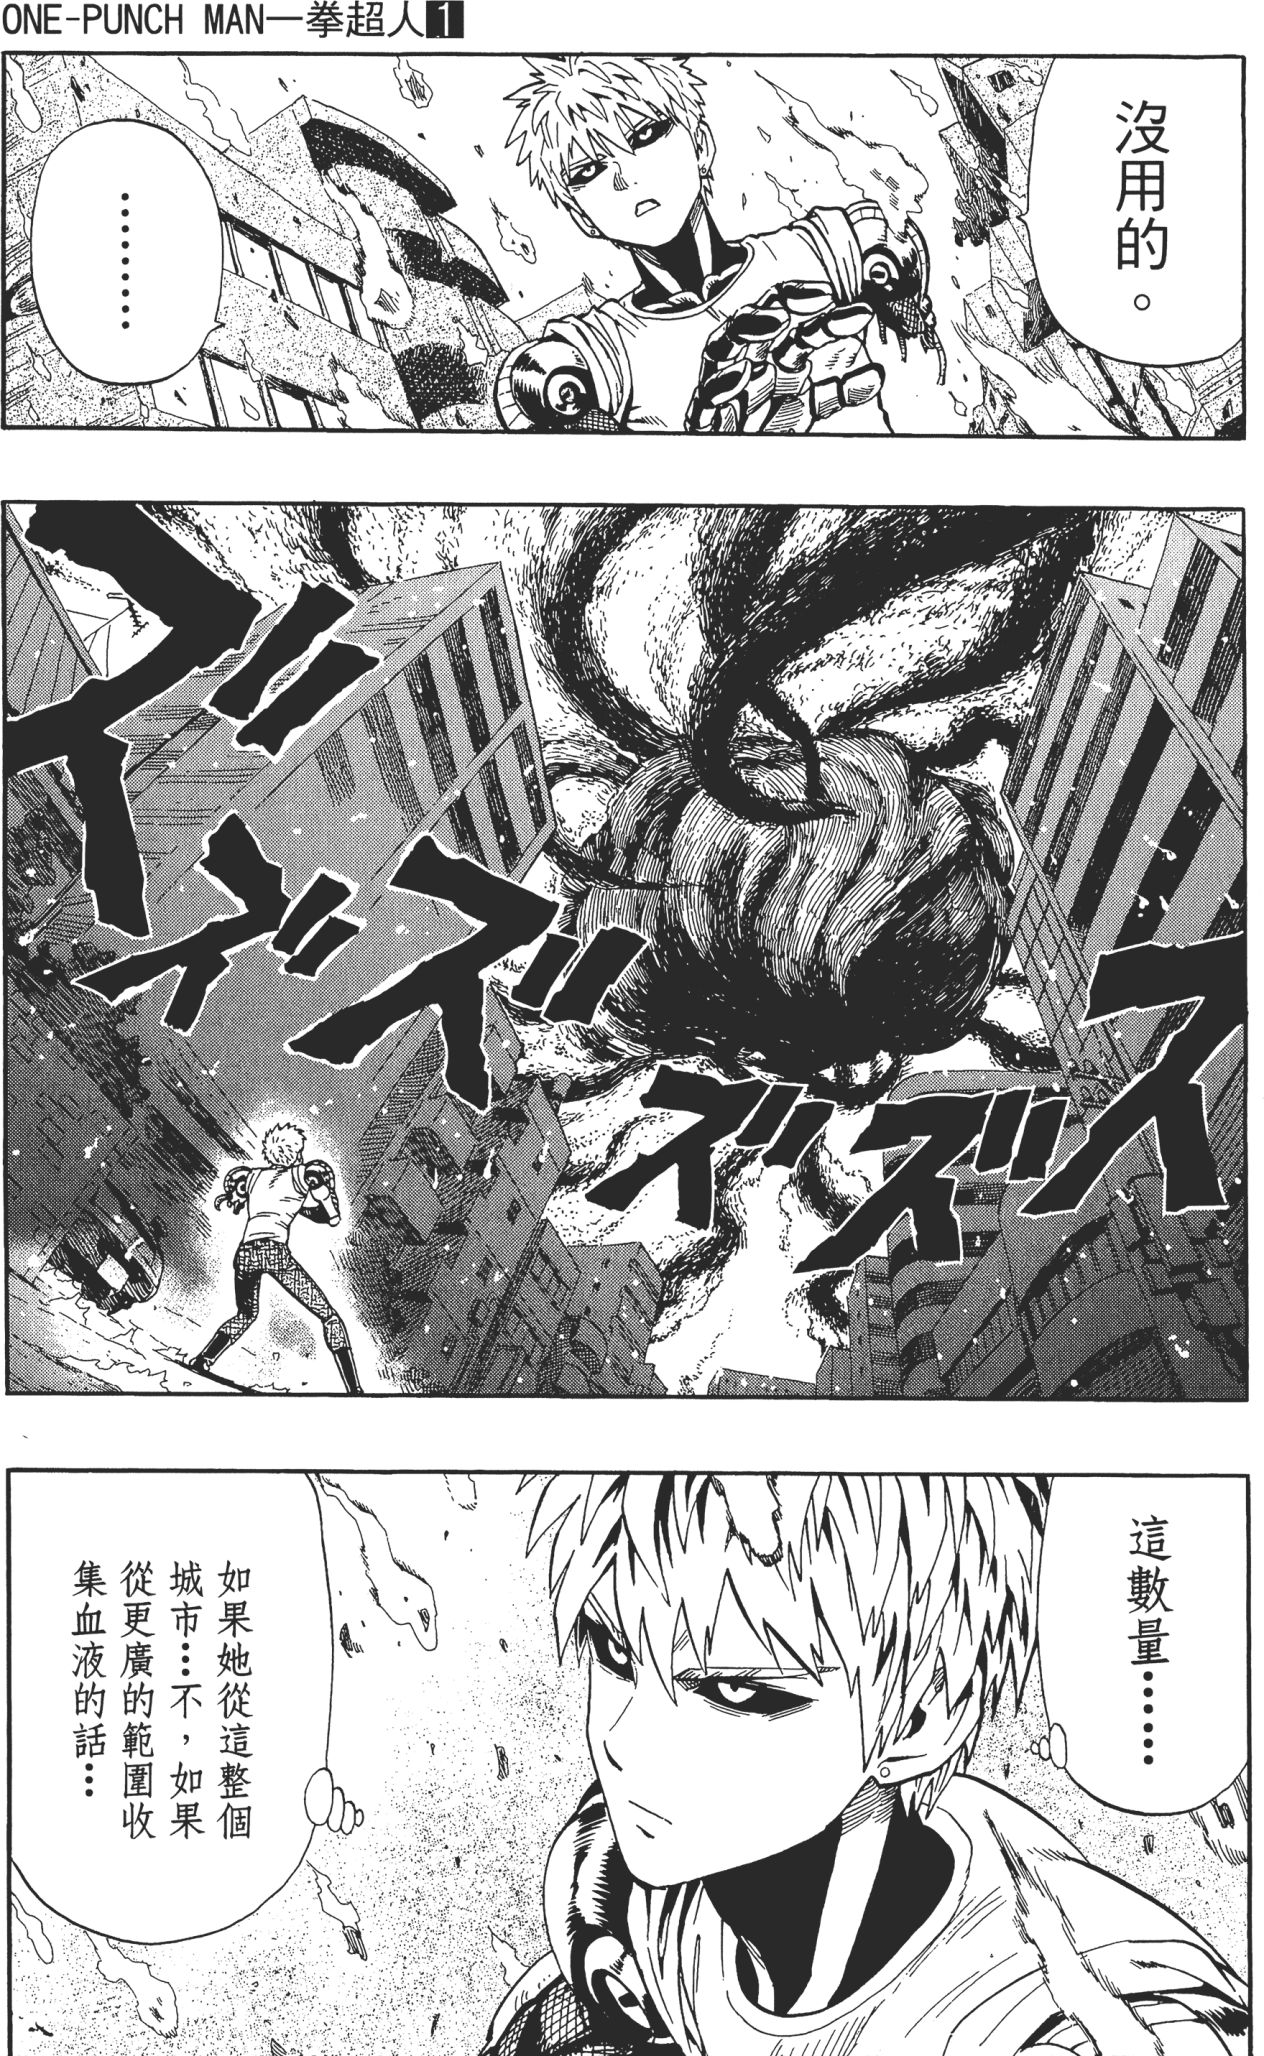 ONE-PUNCH MAN一拳超人1
沒用的。
………
ズズズ
ズズズ
ズ
這數量……
如果她從這整個
城市…不，如果
從更廣的範圍收
集血液的話…